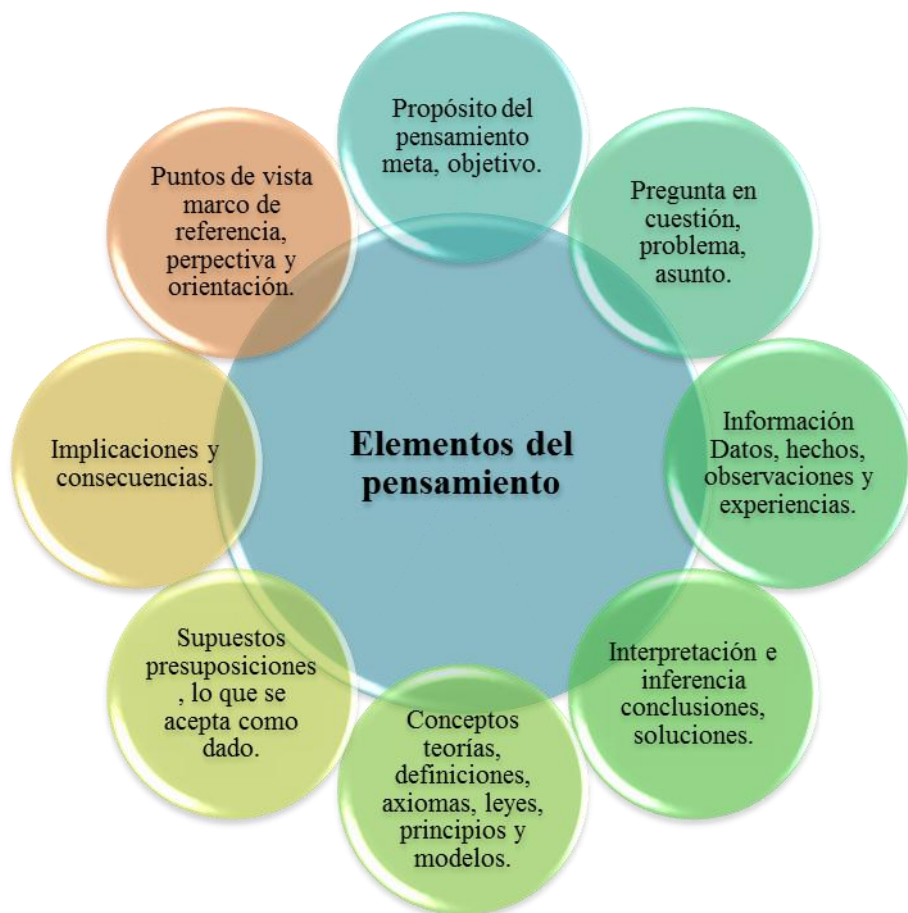 Propósito del
pensamiento
meta, objetivo.
Pregunta en
cuestión,
problema,
asunto.
Información
Datos, hechos,
observaciones y
experiencias.
Interpretación e
inferencia
conclusiones,
soluciones.
Conceptos
teorías,
definiciones,
axiomas, leyes,
principios y
modelos.
Supuestos
presuposiciones
, lo que se
acepta como
dado.
Implicaciones y
consecuencias.
Puntos de vista
marco de
referencia,
perpectiva y
orientación.
Elementos del
pensamiento